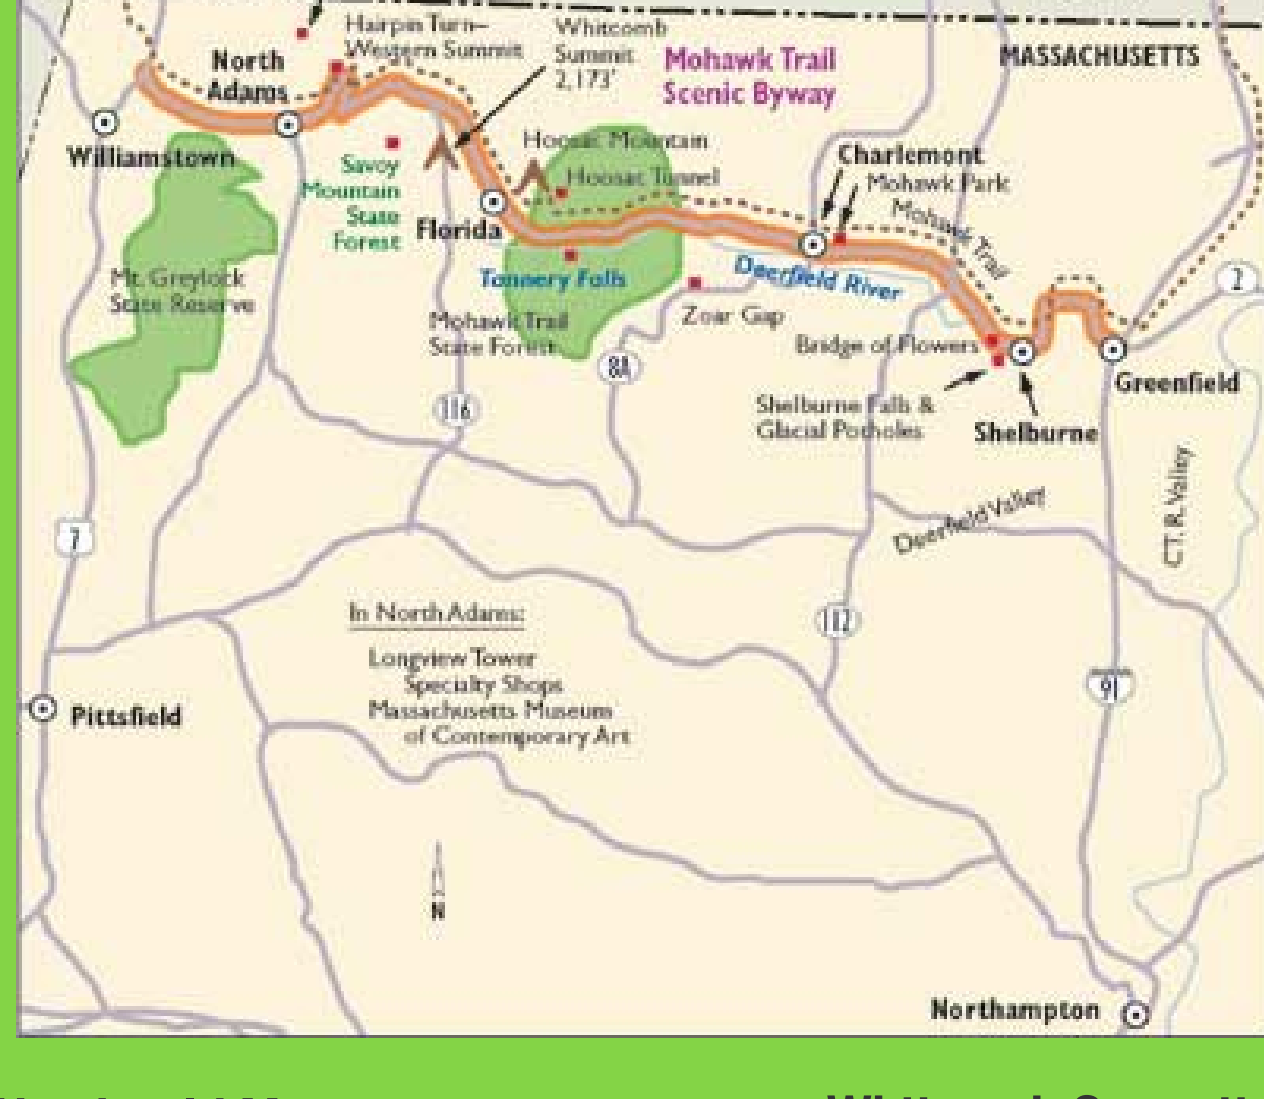 Hairpin Turn–
Western Summit
Whitcomb
Summit
2,173'
Mohawk Trail
Scenic Byway
MASSACHUSETTS
North
Adams
Williamstown
Savoy
Mountain
State
Forest
Hoosac Mountain
Hoosac Tunnel
Florida
Charlemont
Mohawk Park
Mohawk Trail
Tannery Falls
Deerfield River
2
Mt. Greylock
State Reserve
Mohawk Trail
State Forest
Zoar Gap
Bridge of Flowers
8A
Greenfield
116
Shelburne Falls &
Glacial Potholes
Shelburne
C.T. R. Valley
Deerfield Valley
7
In North Adams:
Longview Tower
Specialty Shops
Massachusetts Museum
of Contemporary Art
112
91
Pittsfield
N
Northampton